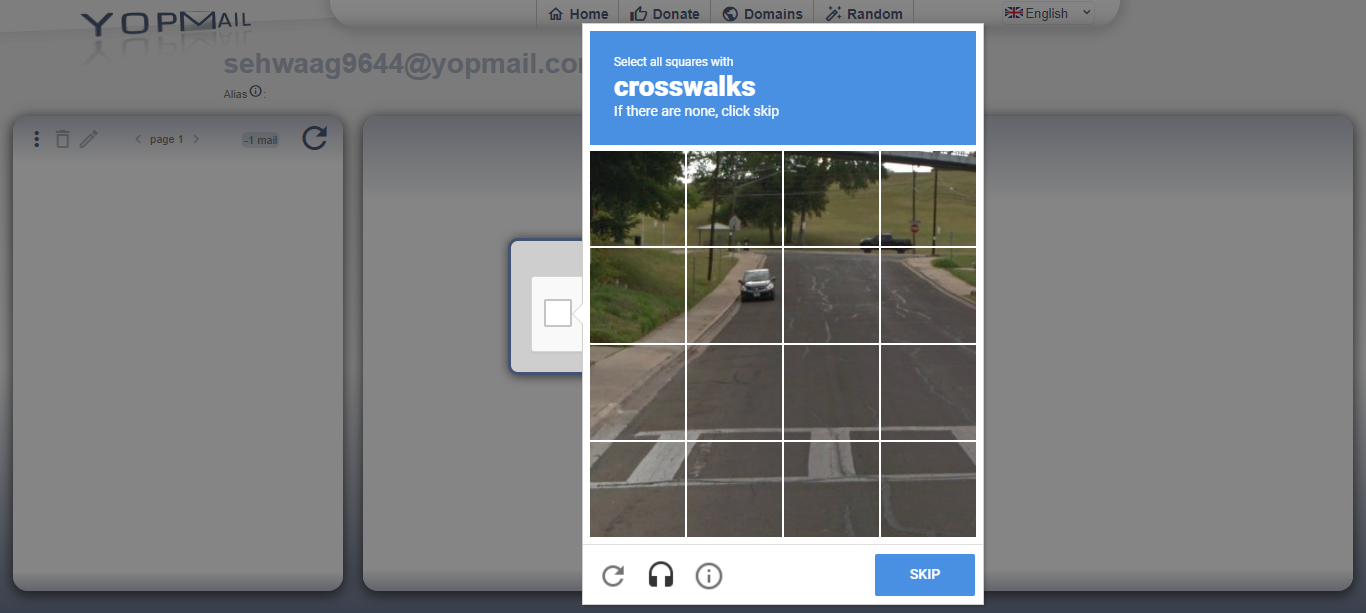 YOPMAIL
Home
Donate
Domains
Random
English
sehwaag9644@yopmail.co
Alias :
page 1
-1 mail
Select all squares with
crosswalks
If there are none, click skip
SKIP